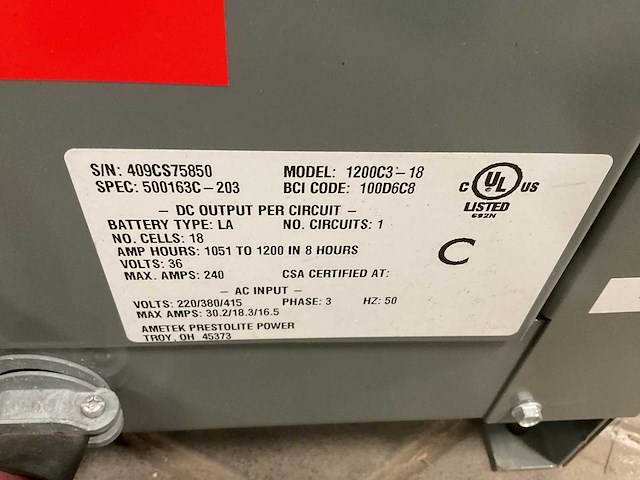 S/N: 409CS75850 MODEL: 1200C3-18
SPEC: 500163C-203 BCI CODE: 100D6C8
C UL US
LISTED
692N
— DC OUTPUT PER CIRCUIT —
BATTERY TYPE: LA NO. CIRCUITS: 1
NO. CELLS: 18
AMP HOURS: 1051 TO 1200 IN 8 HOURS
VOLTS: 36
MAX. AMPS: 240 CSA CERTIFIED AT:
C
— AC INPUT —
VOLTS: 220/380/415 PHASE: 3 HZ: 50
MAX AMPS: 30.2/18.3/16.5
AMETEK PRESTOLITE POWER
TROY, OH 45373